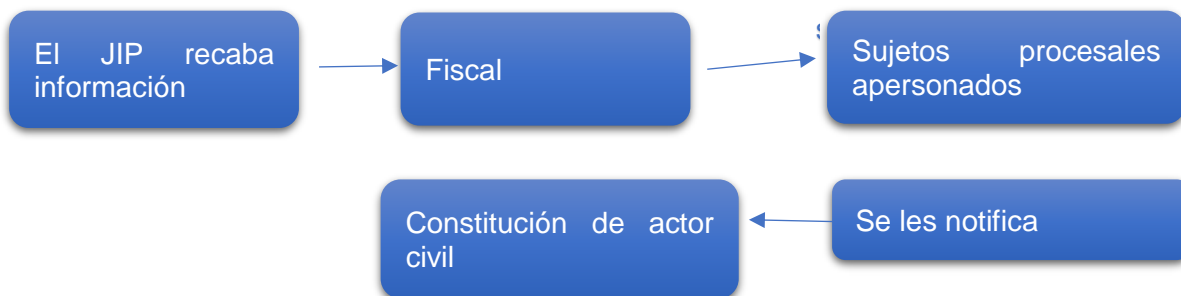 El JIP recaba
información
Fiscal
Sujetos procesales
apersonados
Se les notifica
Constitución de actor
civil